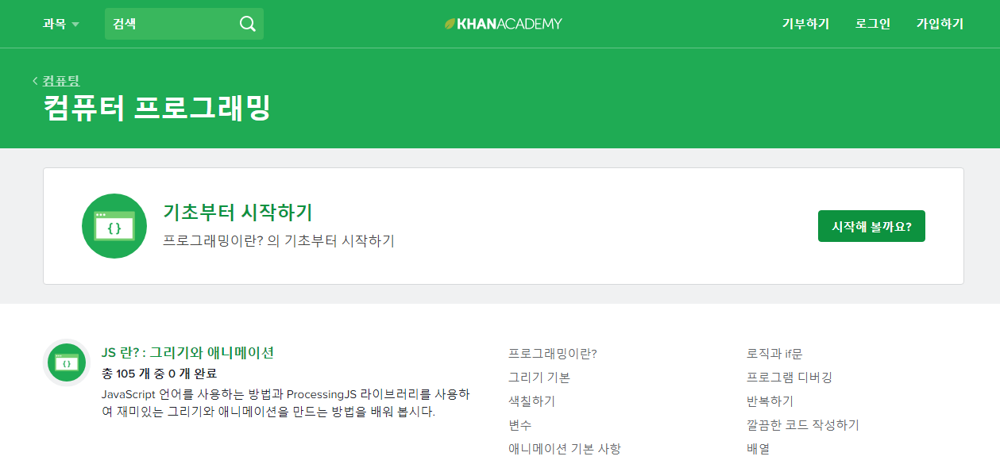 과목
검색
KHANACADEMY
기부하기
로그인
가입하기
컴퓨팅
컴퓨터 프로그래밍
기초부터 시작하기
프로그래밍이란? 의 기초부터 시작하기
시작해 볼까요?
JS 란? : 그리기와 애니메이션
총 105 개 중 0 개 완료
JavaScript 언어를 사용하는 방법과 ProcessingJS 라이브러리를 사용하
여 재미있는 그리기와 애니메이션을 만드는 방법을 배워 봅시다.
프로그래밍이란?
그리기 기본
색칠하기
변수
애니메이션 기본 사항
로직과 if문
프로그램 디버깅
반복하기
깔끔한 코드 작성하기
배열